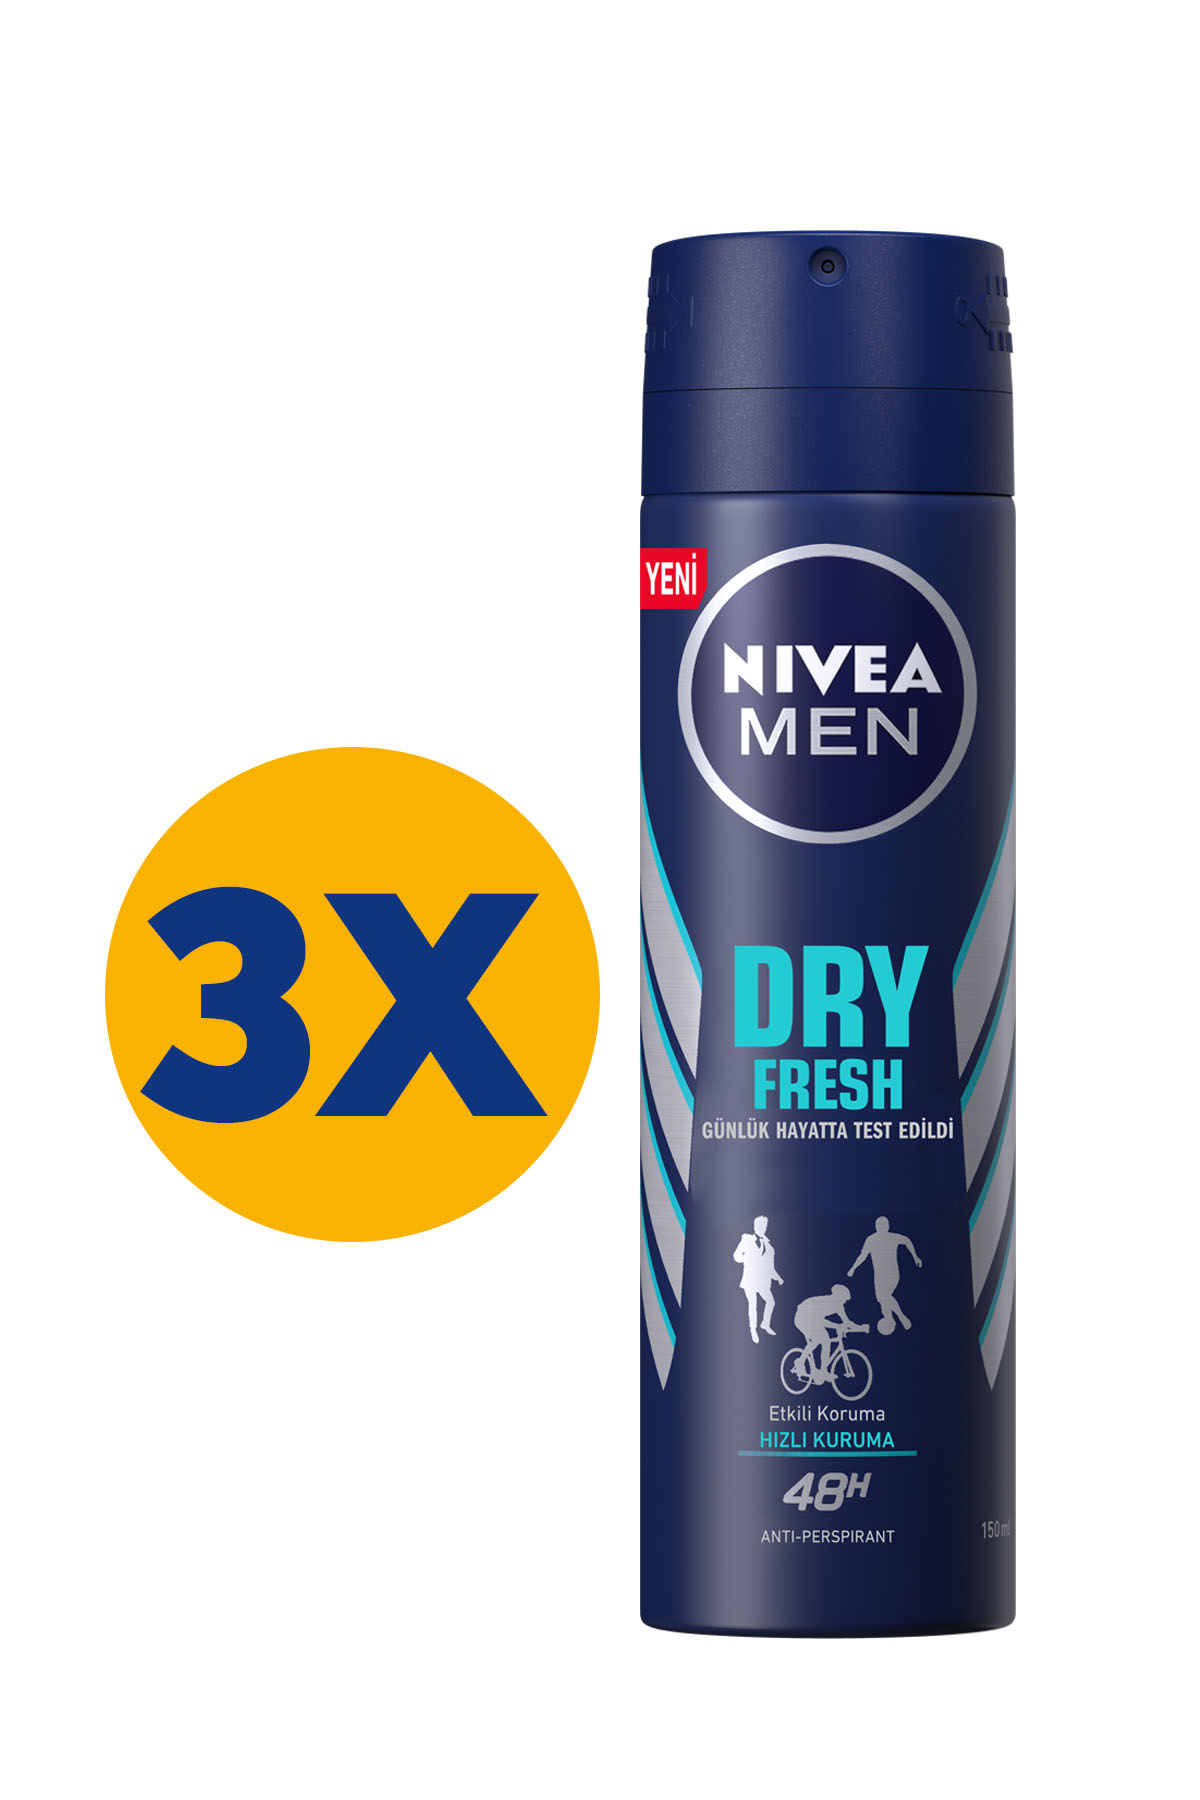 3X
YENİ
NIVEA
MEN
DRY
FRESH
GÜNLÜK HAYATTA TEST EDİLDİ
Etkili Koruma
HIZLI KURUMA
48H
ANTI-PERSPIRANT
150ml